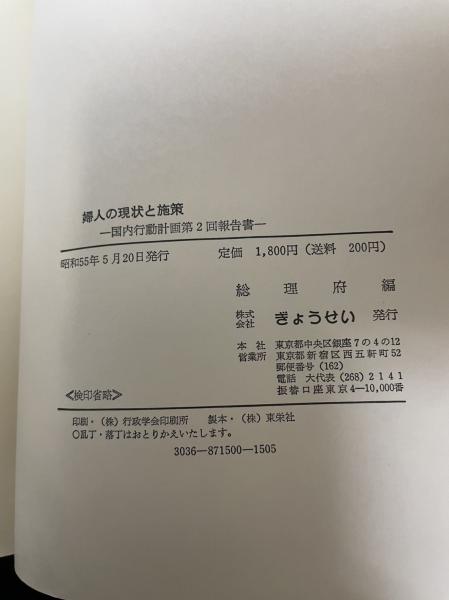 婦人の現状と施策
―国内行動計画第2回報告書―
昭和55年5月20日発行 定価 1,800円(送料 200円)
総理府編
株式会社 ぎょうせい 発行
本社 東京都中央区銀座7の4の12
営業所 東京都新宿区西五軒町52
郵便番号(162)
電話 大代表(268)2141
振替口座東京4―10,000番
≪検印省略≫
印刷・(株)行政学会印刷所 製本・(株)東栄社
○乱丁・落丁はおとりかえいたします。
3036―871500―1505